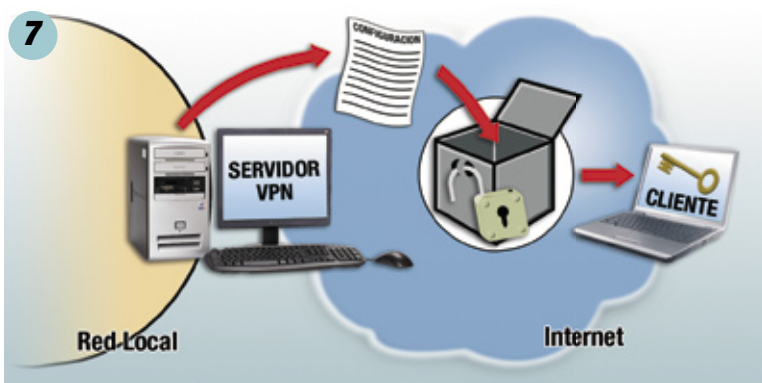 7
CONFIGURACION
SERVIDOR
VPN
CLIENTE
Red Local
Internet